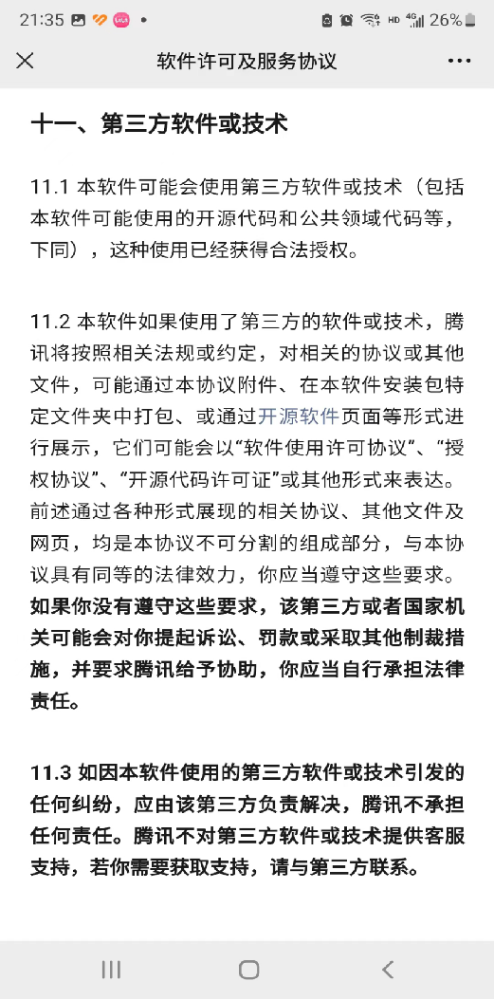 21:35
HD 4G 26%
软件许可及服务协议
十一、第三方软件或技术
11.1 本软件可能会使用第三方软件或技术（包括
本软件可能使用的开源代码和公共领域代码等，
下同），这种使用已经获得合法授权。
11.2 本软件如果使用了第三方的软件或技术，腾
讯将按照相关法规或约定，对相关的协议或其他
文件，可能通过本协议附件、在本软件安装包特
定文件夹中打包、或通过开源软件页面等形式进
行展示，它们可能会以“软件使用许可协议”、“授
权协议”、“开源代码许可证”或其他形式来表达。
前述通过各种形式展现的相关协议、其他文件及
网页，均是本协议不可分割的组成部分，与本协
议具有同等的法律效力，你应当遵守这些要求。
如果你没有遵守这些要求，该第三方或者国家机
关可能会对你提起诉讼、罚款或采取其他制裁措
施，并要求腾讯给予协助，你应当自行承担法律
责任。
11.3 如因本软件使用的第三方软件或技术引发的
任何纠纷，应由该第三方负责解决，腾讯不承担
任何责任。腾讯不对第三方软件或技术提供客服
支持，若你需要获取支持，请与第三方联系。